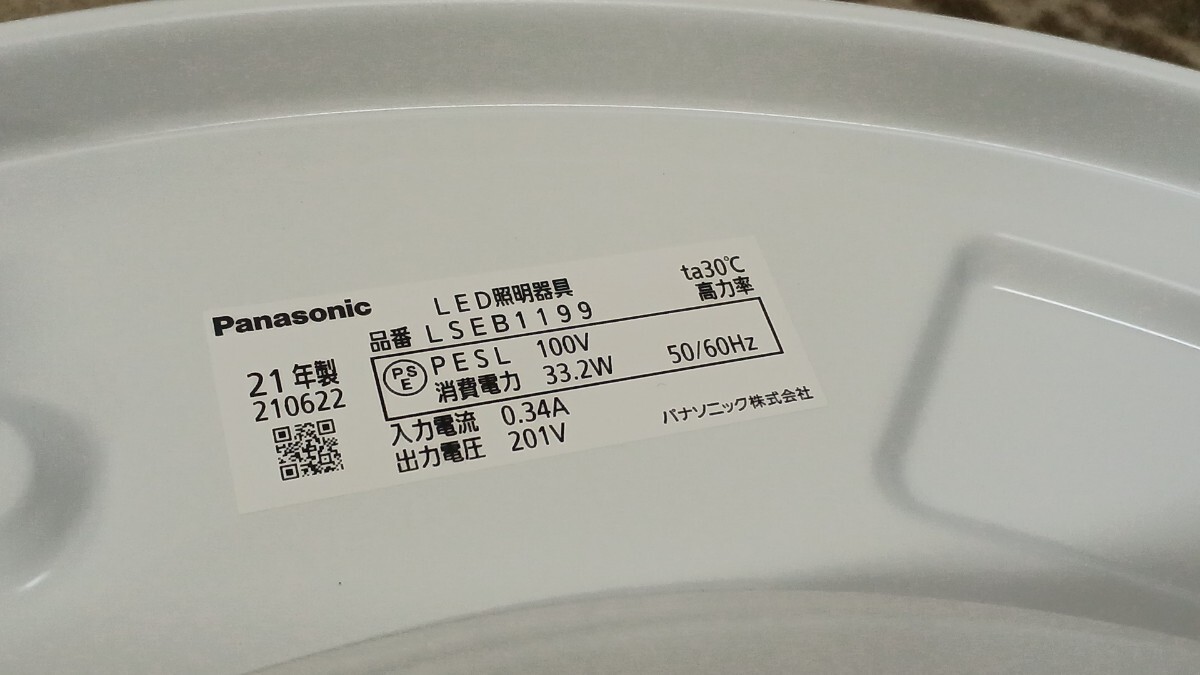 Panasonic
LED照明器具
ta30℃
品番 LSEB1199
高力率
21年製
210622
PSE
PESL 100V
消費電力 33.2W 50/60Hz
入力電流 0.34A
出力電圧 201V
パナソニック株式会社